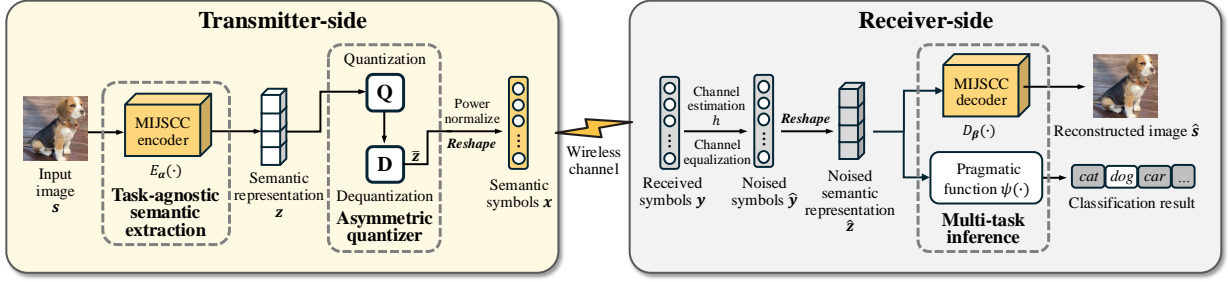 Transmitter-side
Input
image
s
MIJSCC
encoder
E_α(·)
Task-agnostic
semantic
extraction
Semantic
representation
z
Quantization
Q
D
z̄
Dequantization
Asymmetric
quantizer
Power
normalize
Reshape
Semantic
symbols x
Wireless
channel
Receiver-side
Received
symbols y
Channel
estimation
h
Channel
equalization
Noised
symbols ŷ
Reshape
Noised
semantic
representation
ẑ
MIJSCC
decoder
D_β(·)
Pragmatic
function ψ(·)
Multi-task
inference
Reconstructed image ŝ
cat dog car ...
Classification result